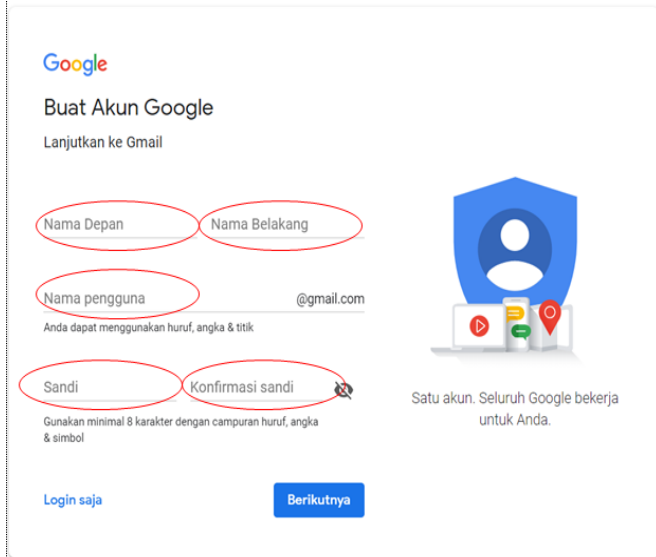 Google
Buat Akun Google
Lanjutkan ke Gmail
Nama Depan Nama Belakang
Nama pengguna @gmail.com
Anda dapat menggunakan huruf, angka & titik
Sandi Konfirmasi sandi
Gunakan minimal 8 karakter dengan campuran huruf, angka
& simbol
Login saja Berikutnya
Satu akun. Seluruh Google bekerja
untuk Anda.